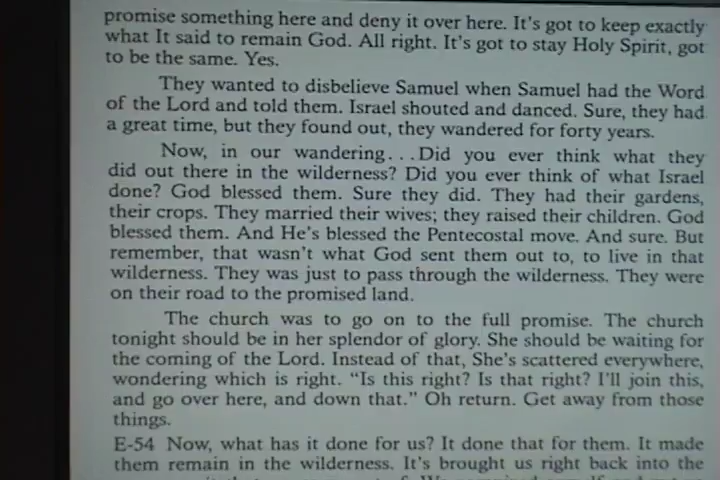 promise something here and deny it over here. It's got to keep exactly
what It said to remain God. All right. It's got to stay Holy Spirit, got
to be the same. Yes.
They wanted to disbelieve Samuel when Samuel had the Word
of the Lord and told them. Israel shouted and danced. Sure, they had
a great time, but they found out, they wandered for forty years.
Now, in our wandering. . . Did you ever think what they
did out there in the wilderness? Did you ever think of what Israel
done? God blessed them. Sure they did. They had their gardens,
their crops. They married their wives; they raised their children. God
blessed them. And He's blessed the Pentecostal move. And sure. But
remember, that wasn't what God sent them out to, to live in that
wilderness. They was just to pass through the wilderness. They were
on their road to the promised land.
The church was to go on to the full promise. The church
tonight should be in her splendor of glory. She should be waiting for
the coming of the Lord. Instead of that, She's scattered everywhere,
wondering which is right. "Is this right? Is that right? I'll join this,
and go over here, and down that." Oh return. Get away from those
things.
E-54 Now, what has it done for us? It done that for them. It made
them remain in the wilderness. It's brought us right back into the